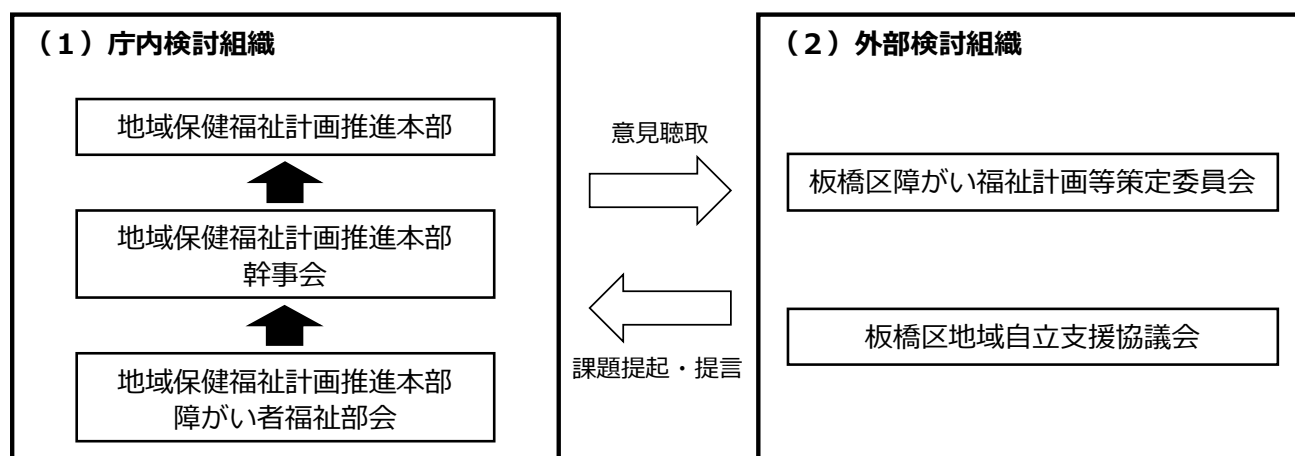 （1）庁内検討組織
地域保健福祉計画推進本部
地域保健福祉計画推進本部
幹事会
地域保健福祉計画推進本部
障がい者福祉部会
意見聴取
課題提起・提言
（2）外部検討組織
板橋区障がい福祉計画等策定委員会
板橋区地域自立支援協議会